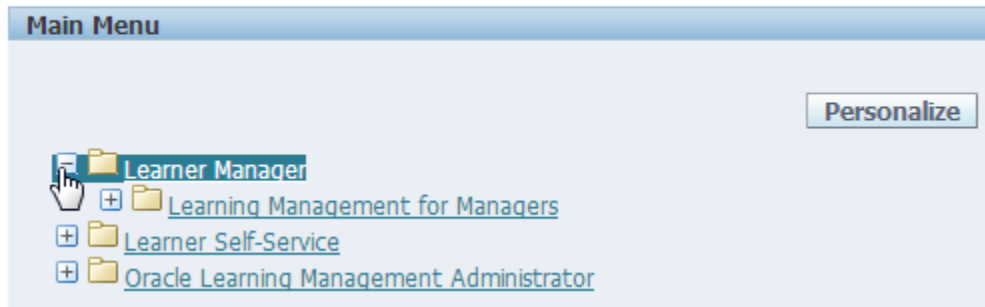 Main Menu
Personalize
Learner Manager
Learning Management for Managers
Learner Self-Service
Oracle Learning Management Administrator